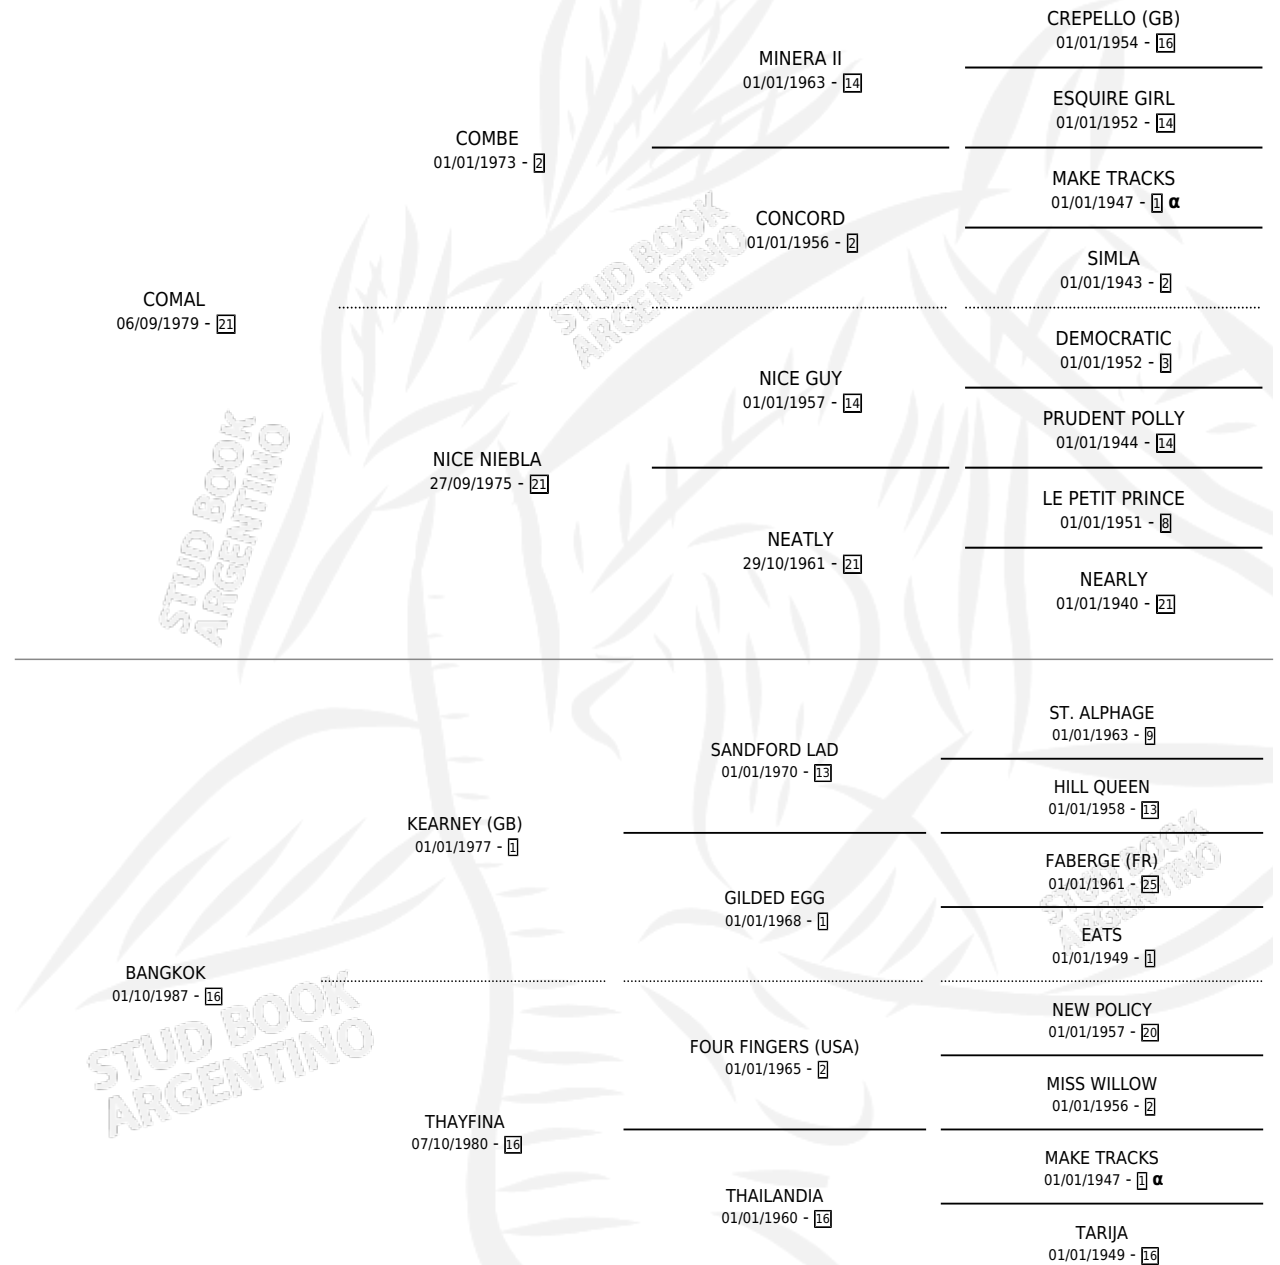 CREPELLO (GB)
01/01/1954 - 16
MINERA II
01/01/1963 - 14
ESQUIRE GIRL
01/01/1952 - 14
COMBE
01/01/1973 - 2
MAKE TRACKS
01/01/1947 - 1 α
CONCORD
01/01/1956 - 2
SIMLA
01/01/1943 - 2
COMAL
06/09/1979 - 21
DEMOCRATIC
01/01/1952 - 3
NICE GUY
01/01/1957 - 14
PRUDENT POLLY
01/01/1944 - 14
NICE NIEBLA
27/09/1975 - 21
LE PETIT PRINCE
01/01/1951 - 8
NEATLY
29/10/1961 - 21
NEARLY
01/01/1940 - 21
STUD BOOK
ARGENTINO
STUD BOOK
ARGENTINO
ST. ALPHAGE
01/01/1963 - 9
SANDFORD LAD
01/01/1970 - 13
HILL QUEEN
01/01/1958 - 13
KEARNEY (GB)
01/01/1977 - 1
FABERGE (FR)
01/01/1961 - 25
GILDED EGG
01/01/1968 - 1
EATS
01/01/1949 - 1
BANGKOK
01/10/1987 - 16
NEW POLICY
01/01/1957 - 20
FOUR FINGERS (USA)
01/01/1965 - 2
MISS WILLOW
01/01/1956 - 2
THAYFINA
07/10/1980 - 16
MAKE TRACKS
01/01/1947 - 1 α
THAILANDIA
01/01/1960 - 16
TARIJA
01/01/1949 - 16
STUD BOOK
ARGENTINO
STUD BOOK
ARGENTINO